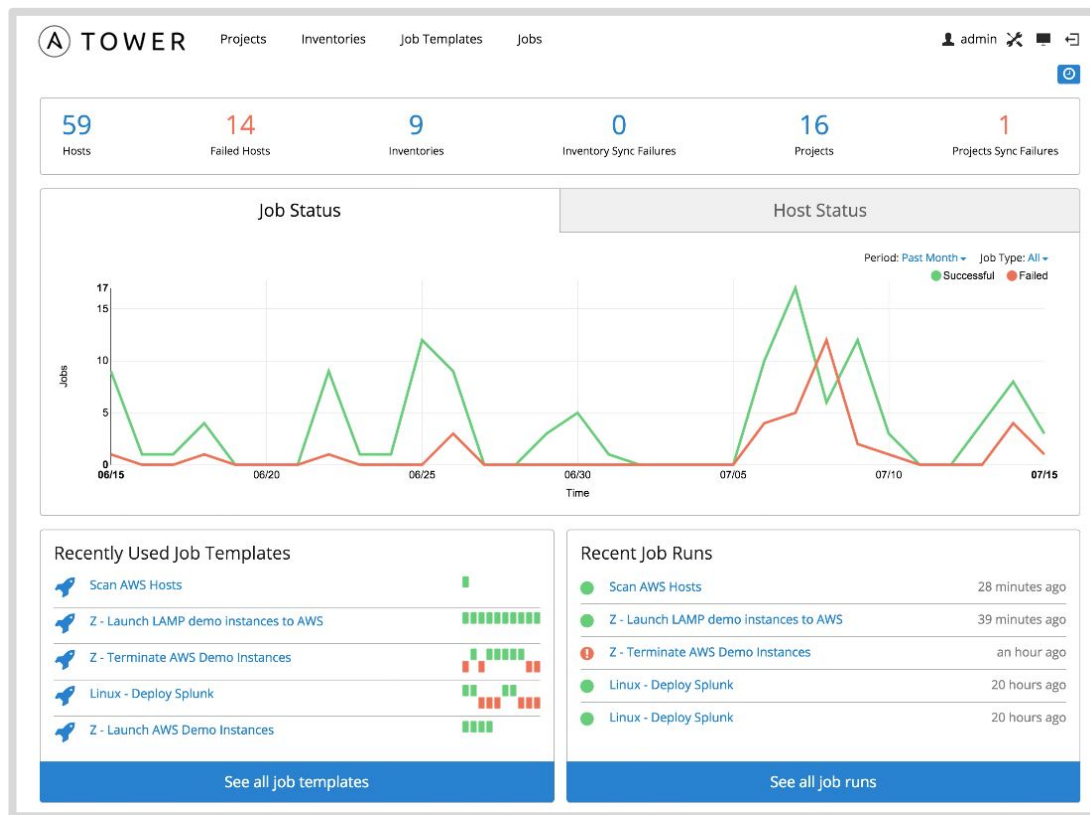 A TOWER Projects Inventories Job Templates Jobs admin
59 14 9 0 16 1
Hosts Failed Hosts Inventories Inventory Sync Failures Projects Projects Sync Failures
Job Status Host Status
Period: Past Month Job Type: All
Successful Failed
17
15
10
Jobs
5
0
06/15 06/20 06/25 06/30 07/05 07/10 07/15
Time
Recently Used Job Templates
Scan AWS Hosts
Z - Launch LAMP demo instances to AWS
Z - Terminate AWS Demo Instances
Linux - Deploy Splunk
Z - Launch AWS Demo Instances
See all job templates
Recent Job Runs
Scan AWS Hosts 28 minutes ago
Z - Launch LAMP demo instances to AWS 39 minutes ago
Z - Terminate AWS Demo Instances an hour ago
Linux - Deploy Splunk 20 hours ago
Linux - Deploy Splunk 20 hours ago
See all job runs